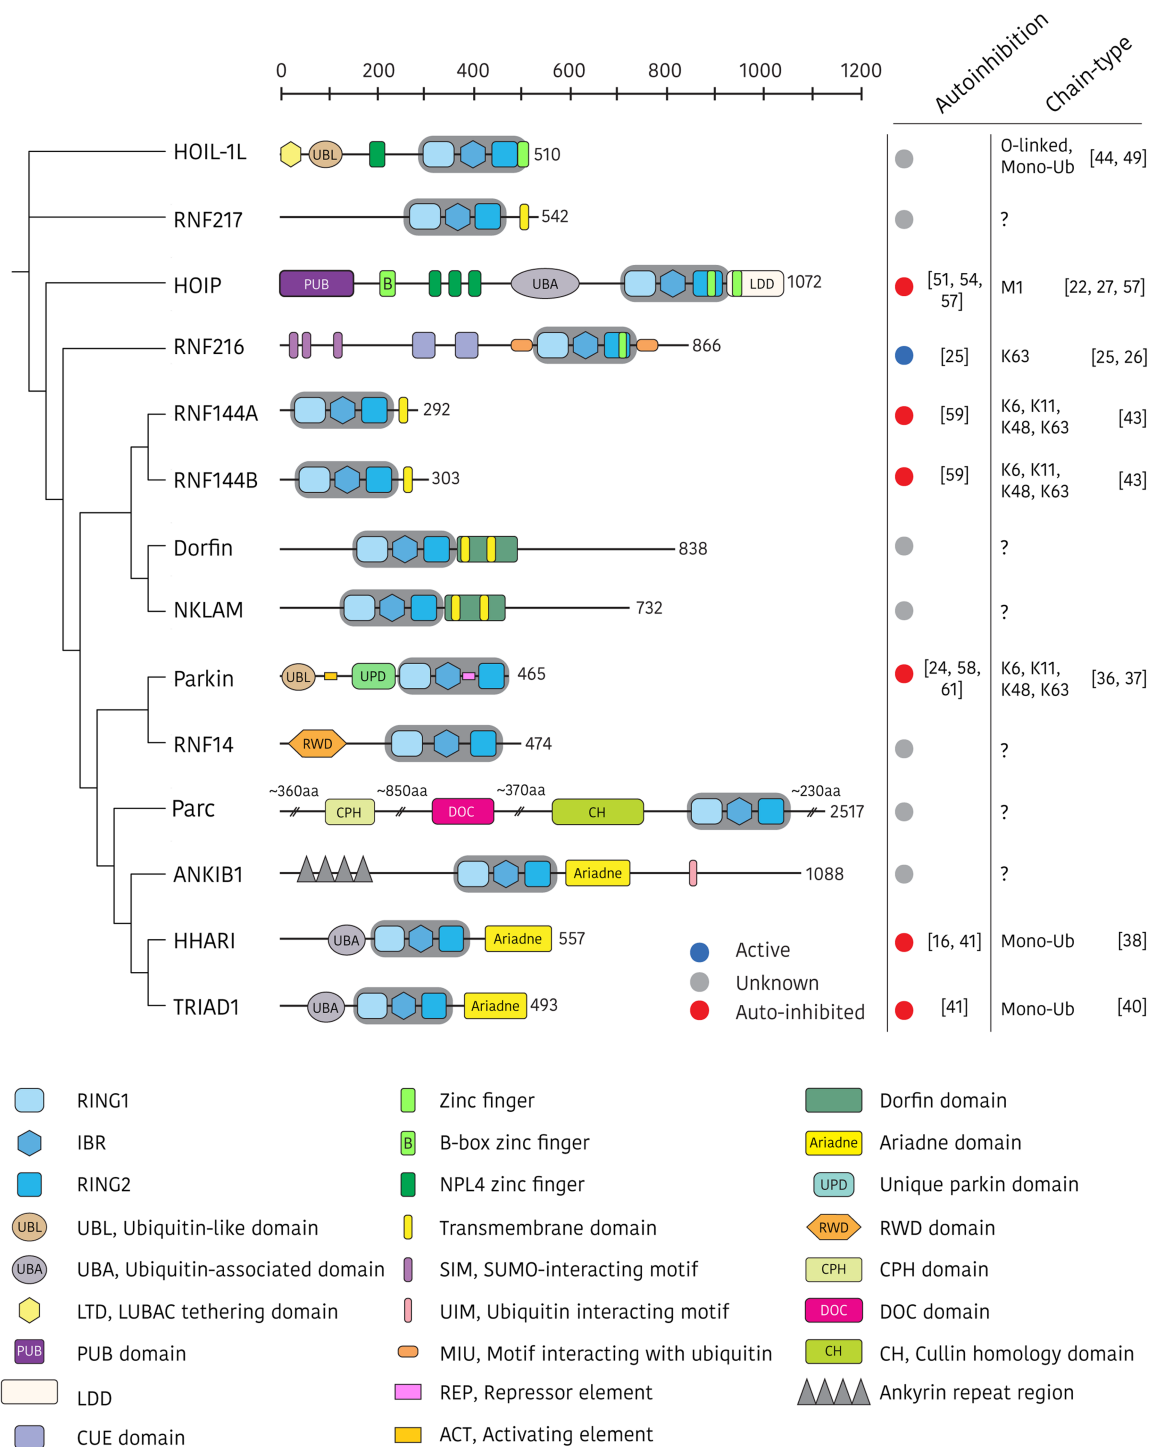 Autoinhibition
Chain-type
0 200 400 600 800 1000 1200
HOIL-1L UBL 510 O-linked, Mono-Ub [44, 49]
RNF217 542 ?
HOIP PUB B UBA LDD 1072 [51, 54, 57] M1 [22, 27, 57]
RNF216 866 [25] K63 [25, 26]
RNF144A 292 [59] K6, K11, K48, K63 [43]
RNF144B 303 [59] K6, K11, K48, K63 [43]
Dorfin 838 ?
NKLAM 732 ?
Parkin UBL UPD 465 [24, 58, 61] K6, K11, K48, K63 [36, 37]
RNF14 RWD 474 ?
~360aa ~850aa ~370aa ~230aa
Parc CPH DOC CH 2517 ?
ANKIB1 Ariadne 1088 ?
HHARI UBA Ariadne 557 [16, 41] Mono-Ub [38]
TRIAD1 UBA Ariadne 493 [41] Mono-Ub [40]
Active
Unknown
Auto-inhibited
RING1
IBR
RING2
UBL UBL, Ubiquitin-like domain
UBA UBA, Ubiquitin-associated domain
LTD, LUBAC tethering domain
PUB PUB domain
LDD
CUE domain
Zinc finger
B B-box zinc finger
NPL4 zinc finger
Transmembrane domain
SIM, SUMO-interacting motif
UIM, Ubiquitin interacting motif
MIU, Motif interacting with ubiquitin
REP, Repressor element
ACT, Activating element
Dorfin domain
Ariadne Ariadne domain
UPD Unique parkin domain
RWD RWD domain
CPH CPH domain
DOC DOC domain
CH CH, Cullin homology domain
Ankyrin repeat region